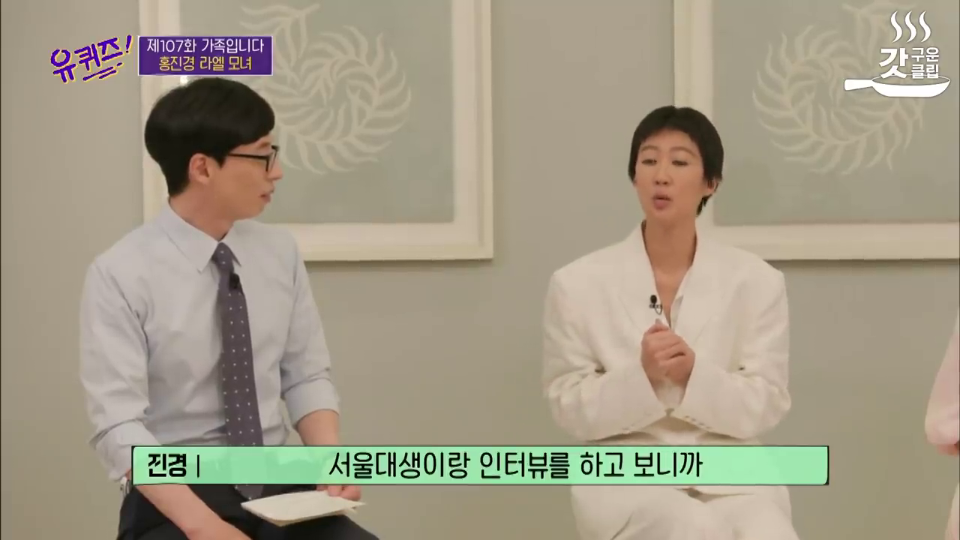 유퀴즈!
제107화 가족입니다
홍진경 라엘 모녀
갓구운
클립
진경 | 서울대생이랑 인터뷰를 하고 보니까